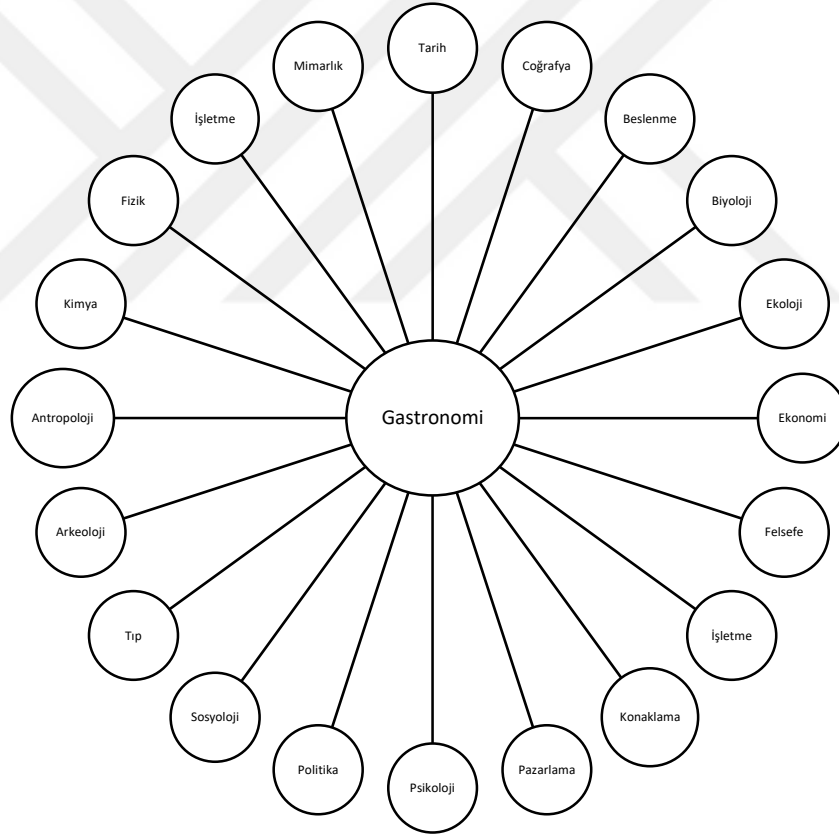 Tarih
Coğrafya
Beslenme
Biyoloji
Ekoloji
Ekonomi
Felsefe
İşletme
Konaklama
Pazarlama
Psikoloji
Politika
Sosyoloji
Tıp
Arkeoloji
Antropoloji
Kimya
Fizik
İşletme
Mimarlık
Gastronomi